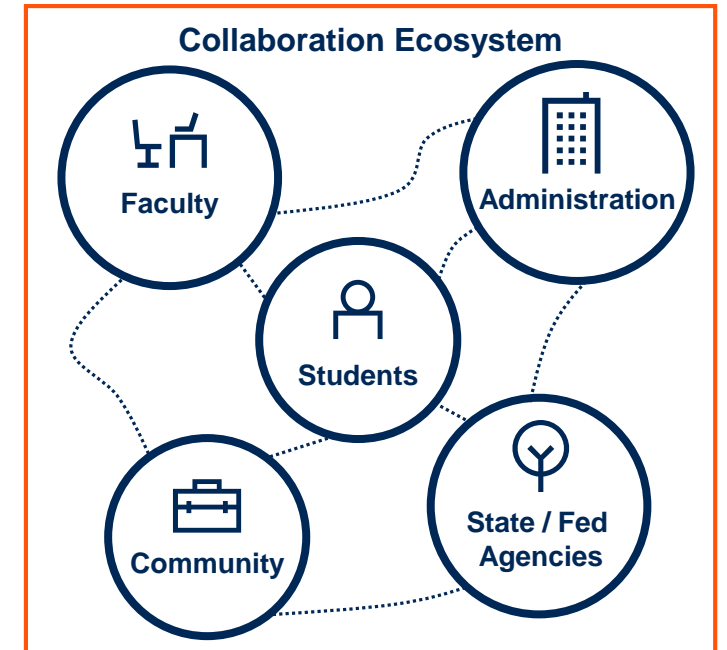 Collaboration Ecosystem
Faculty
Administration
Students
Community
State / Fed
Agencies